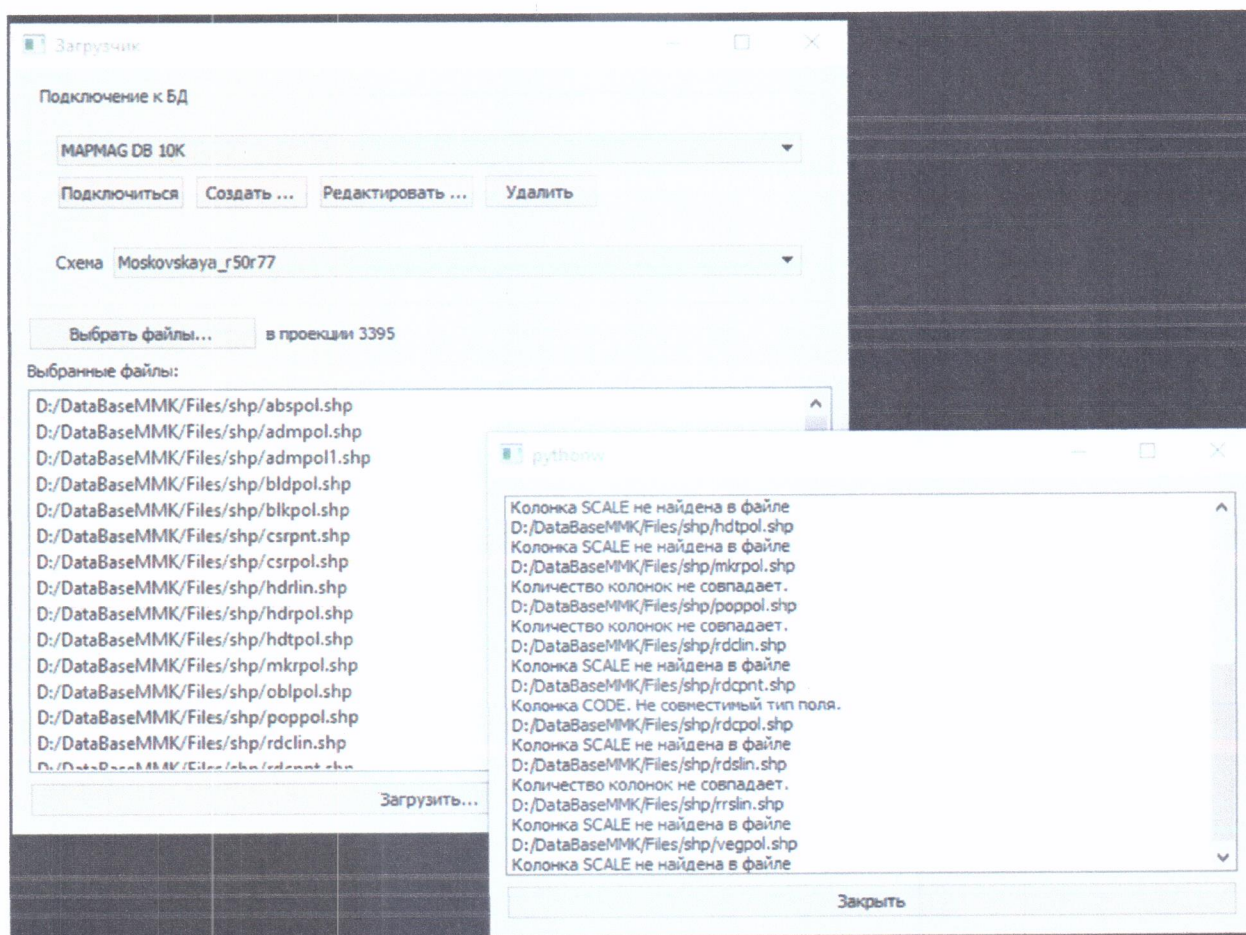 Загрузчик
Подключение к БД
MAPMAG DB 10K
Подключиться Создать ... Редактировать ... Удалить
Схема Moskovskaya_r50r77
Выбрать файлы... в проекции 3395
Выбранные файлы:
D:/DataBaseMMK/Files/shp/abspol.shp
D:/DataBaseMMK/Files/shp/admpol.shp
D:/DataBaseMMK/Files/shp/admpol1.shp
D:/DataBaseMMK/Files/shp/bldpol.shp
D:/DataBaseMMK/Files/shp/blkpol.shp
D:/DataBaseMMK/Files/shp/csrpnt.shp
D:/DataBaseMMK/Files/shp/csrpol.shp
D:/DataBaseMMK/Files/shp/hdrlin.shp
D:/DataBaseMMK/Files/shp/hdrpol.shp
D:/DataBaseMMK/Files/shp/hdtpol.shp
D:/DataBaseMMK/Files/shp/mkrpol.shp
D:/DataBaseMMK/Files/shp/oblpol.shp
D:/DataBaseMMK/Files/shp/poppol.shp
D:/DataBaseMMK/Files/shp/rdclin.shp
D:/DataBaseMMK/Files/shp/rdcpnt.shp
Загрузить...
pythonw
Колонка SCALE не найдена в файле
D:/DataBaseMMK/Files/shp/hdtpol.shp
Колонка SCALE не найдена в файле
D:/DataBaseMMK/Files/shp/mkrpol.shp
Количество колонок не совпадает.
D:/DataBaseMMK/Files/shp/poppol.shp
Количество колонок не совпадает.
D:/DataBaseMMK/Files/shp/rdclin.shp
Колонка SCALE не найдена в файле
D:/DataBaseMMK/Files/shp/rdcpnt.shp
Колонка CODE. Не совместимый тип поля.
D:/DataBaseMMK/Files/shp/rdcpol.shp
Колонка SCALE не найдена в файле
D:/DataBaseMMK/Files/shp/rdslin.shp
Количество колонок не совпадает.
D:/DataBaseMMK/Files/shp/rrslin.shp
Колонка SCALE не найдена в файле
D:/DataBaseMMK/Files/shp/vegpol.shp
Колонка SCALE не найдена в файле
Закрыть